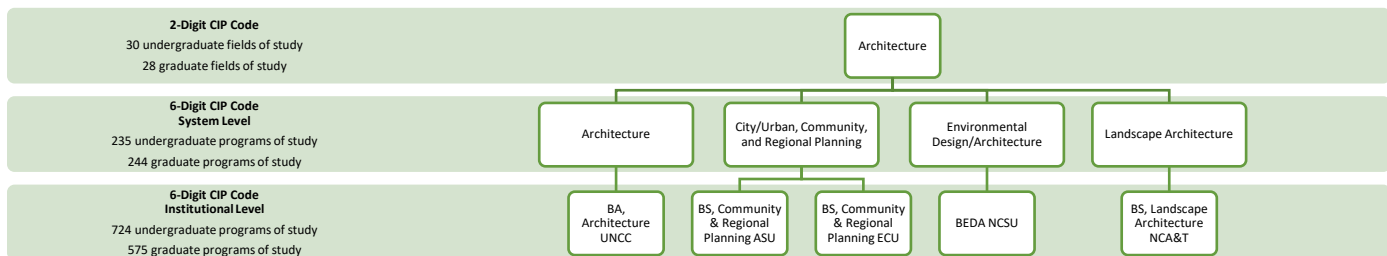 2-Digit CIP Code
30 undergraduate fields of study
28 graduate fields of study
Architecture
6-Digit CIP Code
System Level
235 undergraduate programs of study
244 graduate programs of study
Architecture
City/Urban, Community,
and Regional Planning
Environmental
Design/Architecture
Landscape Architecture
6-Digit CIP Code
Institutional Level
724 undergraduate programs of study
575 graduate programs of study
BA,
Architecture
UNCC
BS, Community
& Regional
Planning ASU
BS, Community
& Regional
Planning ECU
BEDA NCSU
BS, Landscape
Architecture
NCA&T